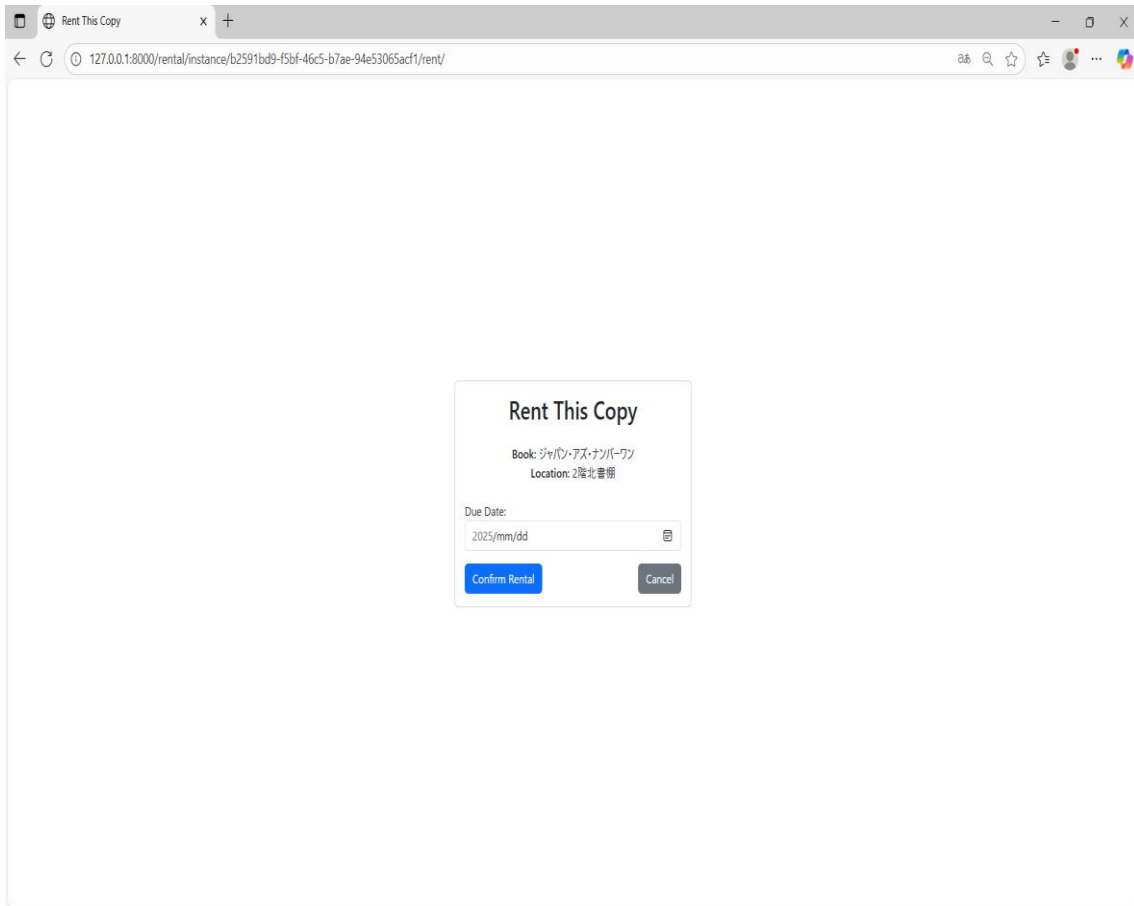 Rent This Copy
127.0.0.1:8000/rental/instance/b2591bd9-f5bf-46c5-b7ae-94e53065acf1/rent/
Rent This Copy
Book: ジャパン・アズ・ナンバーワン
Location: 2階北書棚
Due Date:
2025/mm/dd
Confirm Rental Cancel